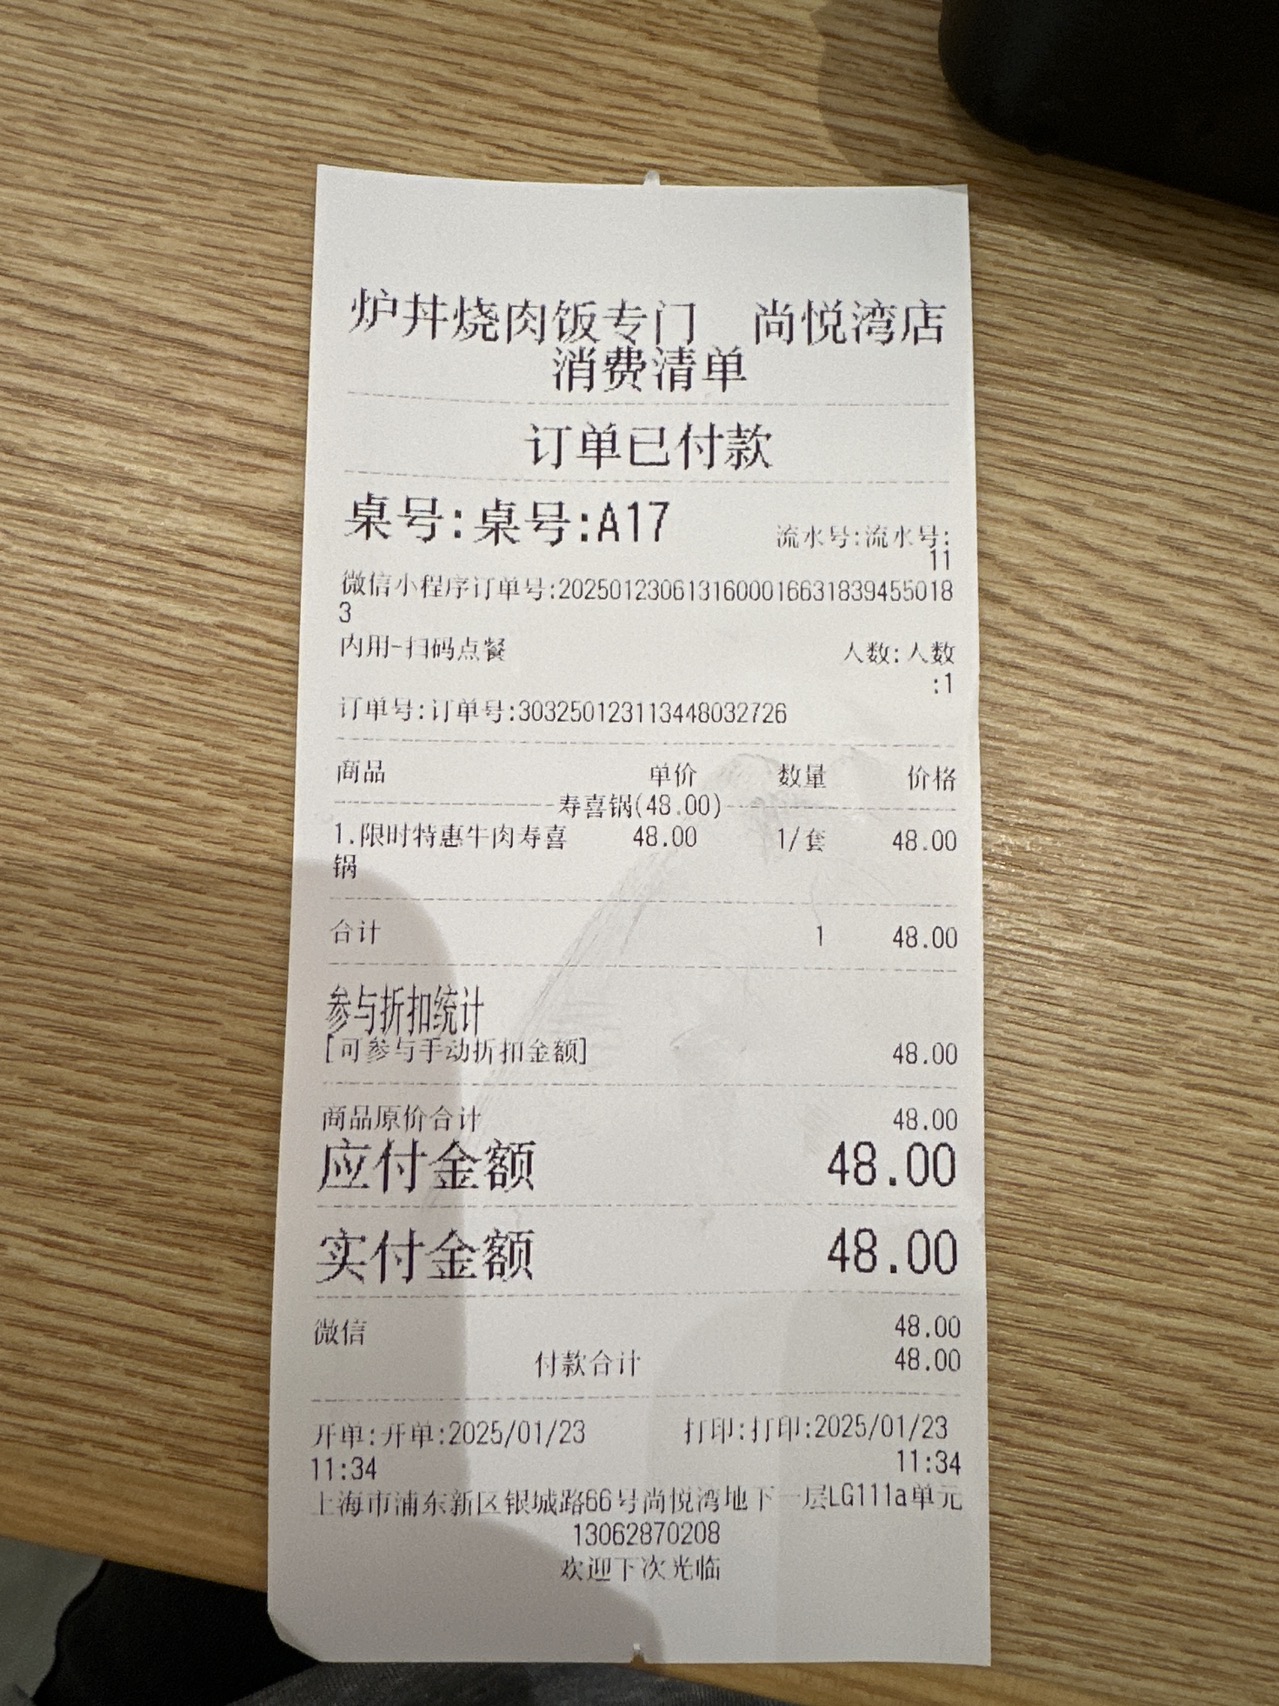 炉丼烧肉饭专门 尚悦湾店
消费清单
订单已付款
桌号:桌号:A17 流水号:流水号:
11
微信小程序订单号:2025012306131600016631839455018
3
内用-扫码点餐 人数:人数
:1
订单号:订单号:303250123113448032726
商品 单价 数量 价格
寿喜锅(48.00)
1.限时特惠牛肉寿喜 48.00 1/套 48.00
锅
合计 1 48.00
参与折扣统计
[可参与手动折扣金额] 48.00
商品原价合计 48.00
应付金额 48.00
实付金额 48.00
微信 48.00
付款合计 48.00
开单:开单:2025/01/23 打印:打印:2025/01/23
11:34 11:34
上海市浦东新区银城路66号尚悦湾地下一层LG111a单元
13062870208
欢迎下次光临